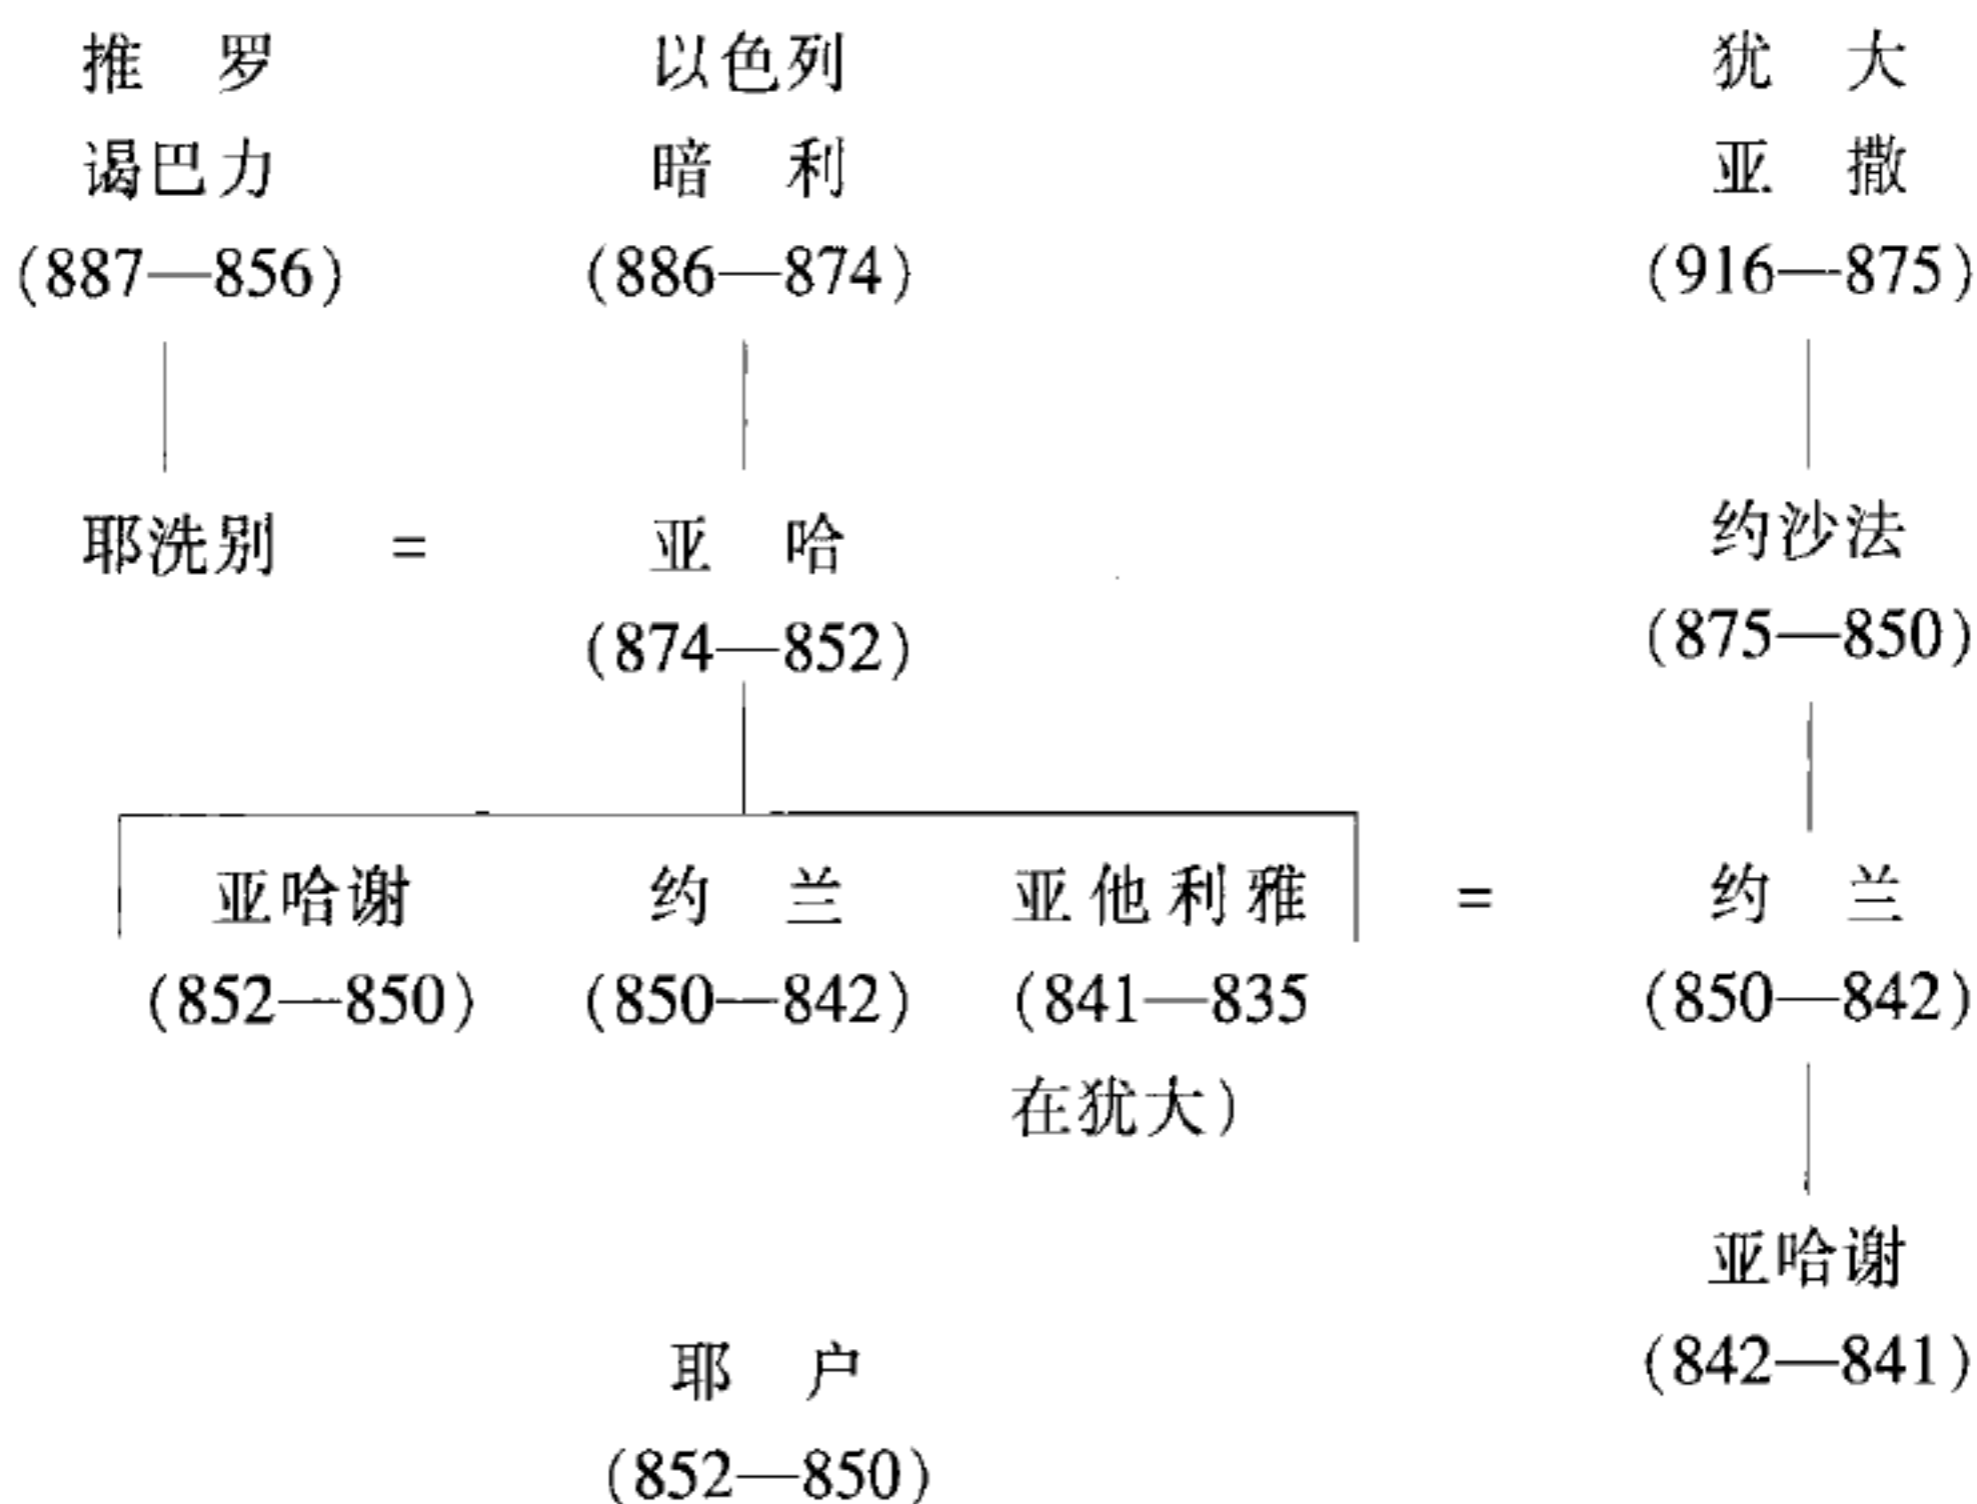 推 罗 以色列 犹 大
谒巴力 暗 利 亚 撒
(887—856) (886—874) (916—875)
耶洗别 = 亚 哈 约沙法
(874—852) (875—850)
亚哈谢 约 兰 亚他利雅 = 约 兰
(852—850) (850—842) (841—835 (850—842)
在犹大)
亚哈谢
耶 户 (842—841)
(852—850)